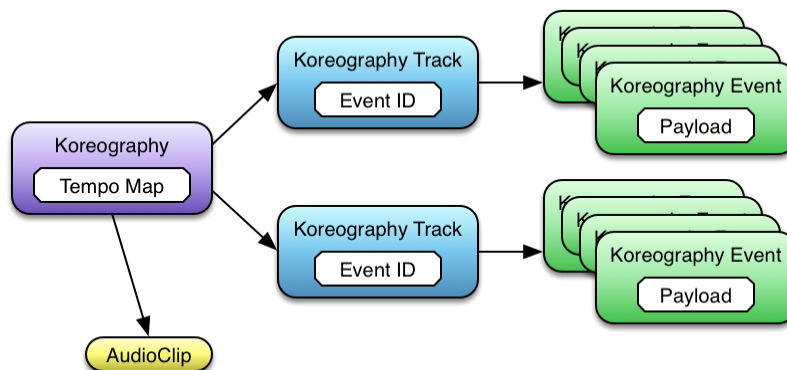 Koreography Track
Event ID
Koreography Event
Payload
Koreography
Tempo Map
Koreography Track
Event ID
Koreography Event
Payload
AudioClip